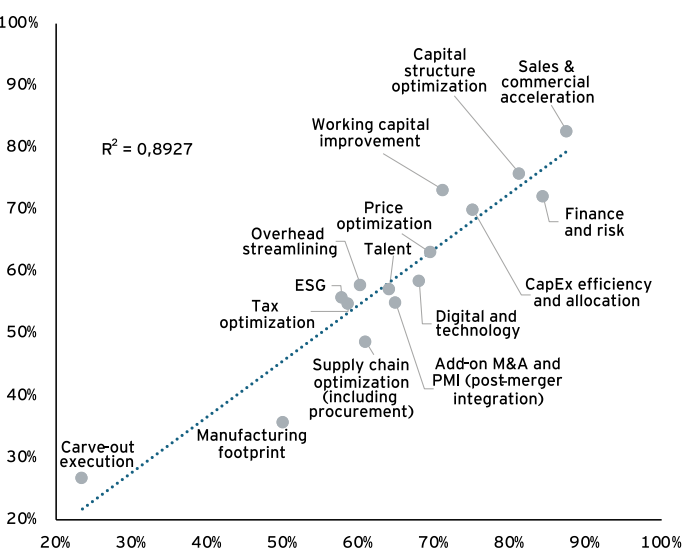 100%
90%
80%
70%
60%
50%
40%
30%
20%
R² = 0,8927
Capital
structure
optimization
Sales &
commercial
acceleration
Working capital
improvement
Price
optimization
Finance
and risk
Overhead
streamlining
Talent
ESG
CapEx efficiency
and allocation
Tax
optimization
Digital and
technology
Supply chain
optimization
(including
procurement)
Add-on M&A and
PMI (post-merger
integration)
Manufacturing
footprint
Carve-out
execution
20% 30% 40% 50% 60% 70% 80% 90% 100%